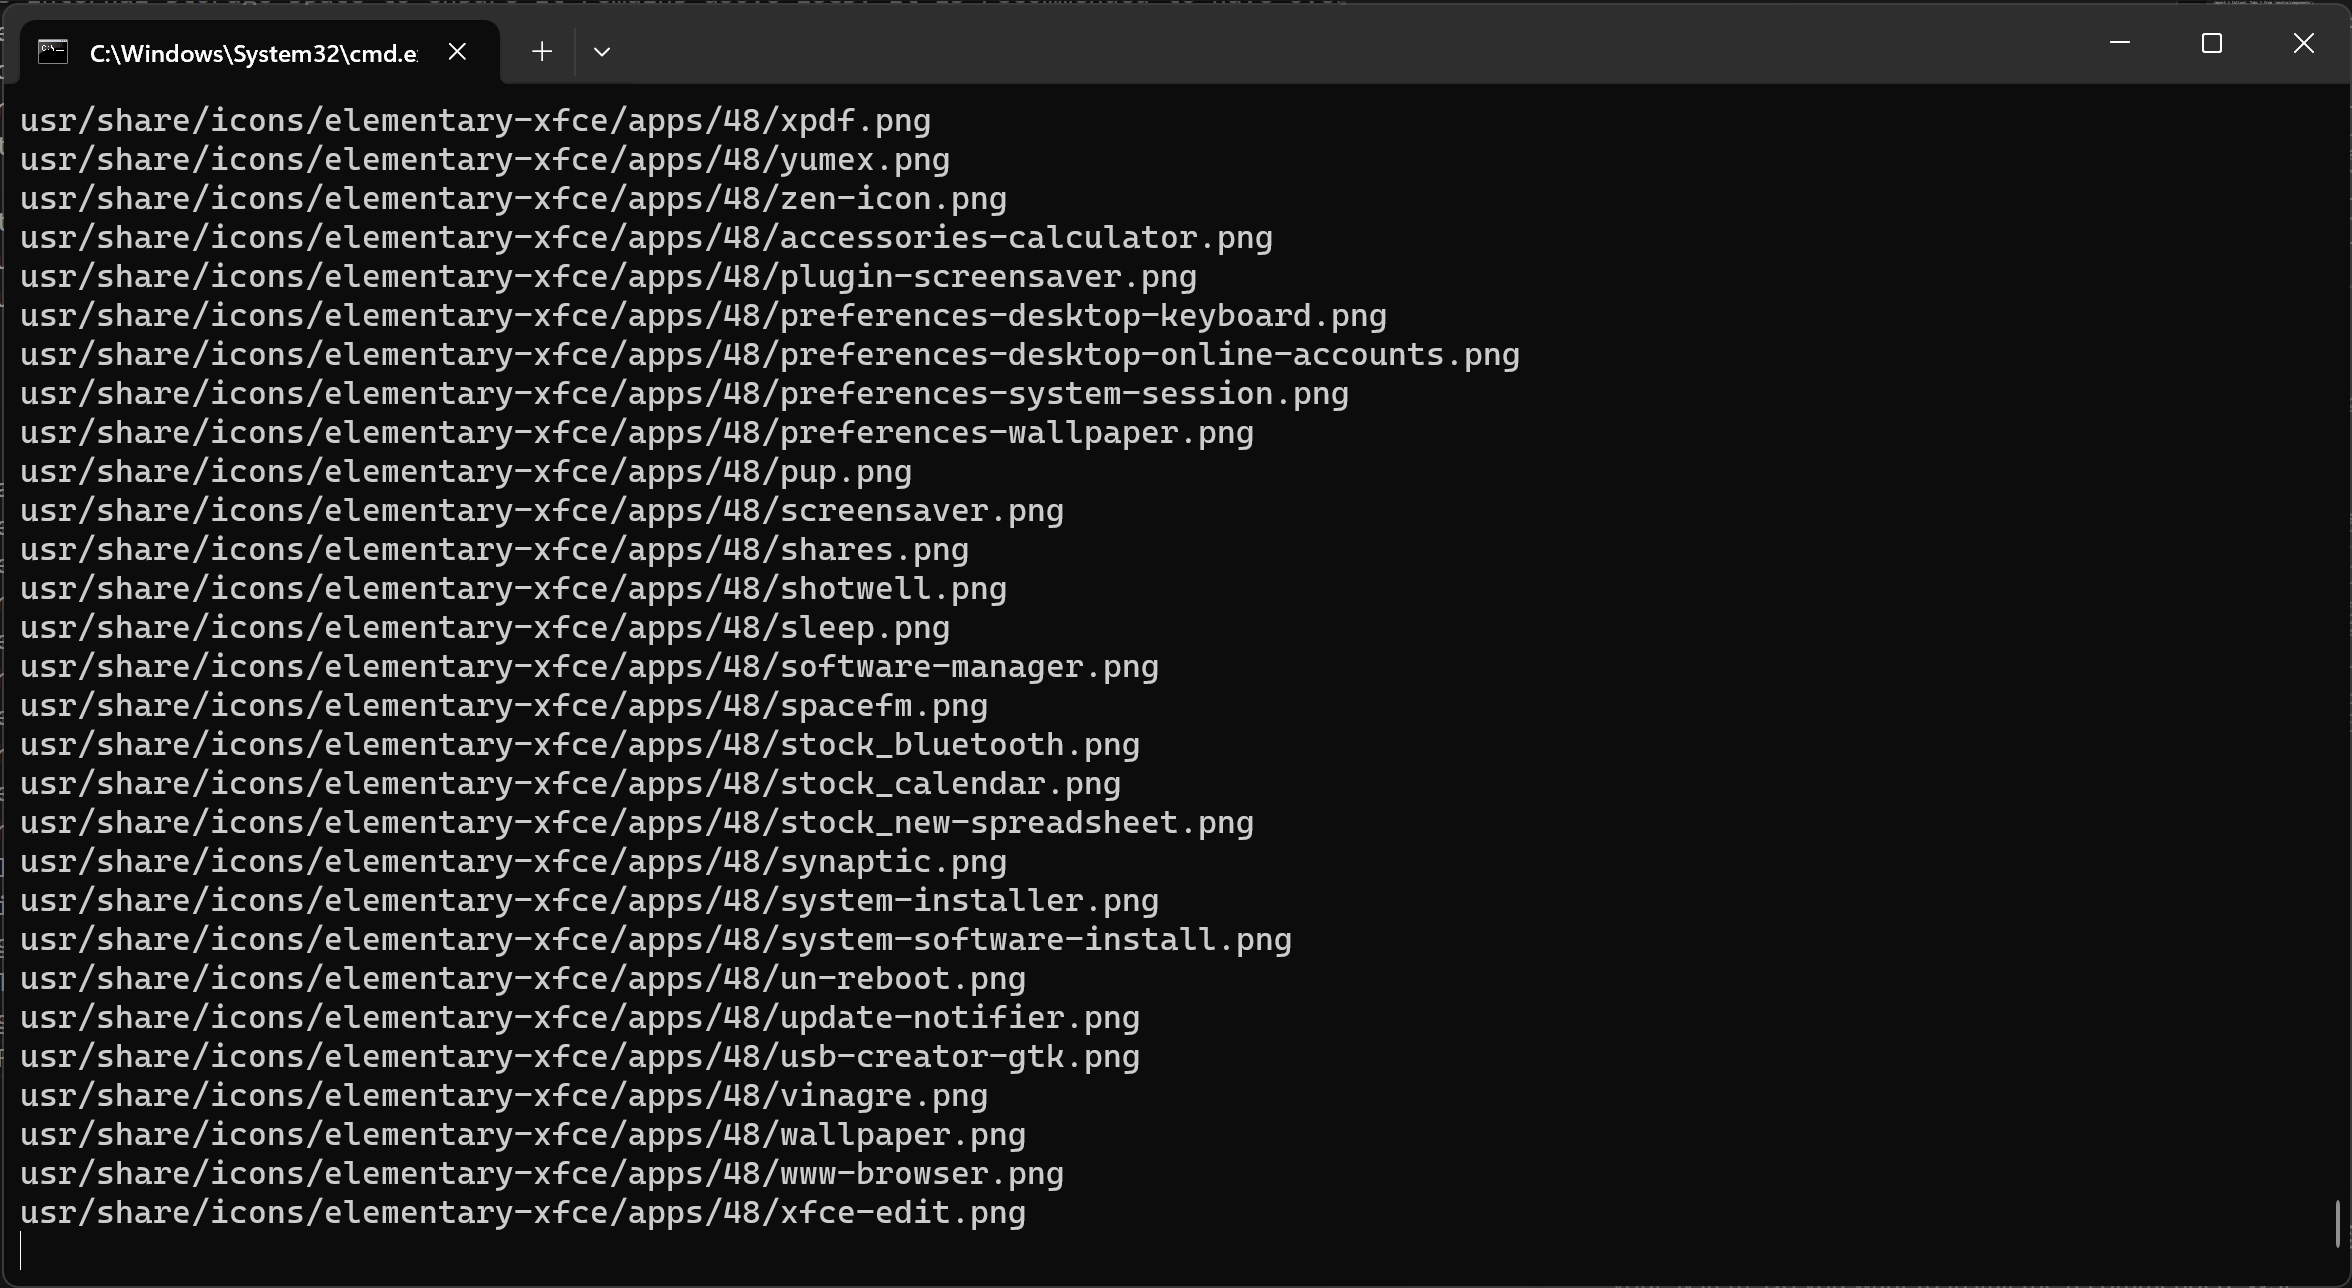 C:\Windows\System32\cmd.e
usr/share/icons/elementary-xfce/apps/48/xpdf.png
usr/share/icons/elementary-xfce/apps/48/yumex.png
usr/share/icons/elementary-xfce/apps/48/zen-icon.png
usr/share/icons/elementary-xfce/apps/48/accessories-calculator.png
usr/share/icons/elementary-xfce/apps/48/plugin-screensaver.png
usr/share/icons/elementary-xfce/apps/48/preferences-desktop-keyboard.png
usr/share/icons/elementary-xfce/apps/48/preferences-desktop-online-accounts.png
usr/share/icons/elementary-xfce/apps/48/preferences-system-session.png
usr/share/icons/elementary-xfce/apps/48/preferences-wallpaper.png
usr/share/icons/elementary-xfce/apps/48/pup.png
usr/share/icons/elementary-xfce/apps/48/screensaver.png
usr/share/icons/elementary-xfce/apps/48/shares.png
usr/share/icons/elementary-xfce/apps/48/shotwell.png
usr/share/icons/elementary-xfce/apps/48/sleep.png
usr/share/icons/elementary-xfce/apps/48/software-manager.png
usr/share/icons/elementary-xfce/apps/48/spacefm.png
usr/share/icons/elementary-xfce/apps/48/stock_bluetooth.png
usr/share/icons/elementary-xfce/apps/48/stock_calendar.png
usr/share/icons/elementary-xfce/apps/48/stock_new-spreadsheet.png
usr/share/icons/elementary-xfce/apps/48/synaptic.png
usr/share/icons/elementary-xfce/apps/48/system-installer.png
usr/share/icons/elementary-xfce/apps/48/system-software-install.png
usr/share/icons/elementary-xfce/apps/48/un-reboot.png
usr/share/icons/elementary-xfce/apps/48/update-notifier.png
usr/share/icons/elementary-xfce/apps/48/usb-creator-gtk.png
usr/share/icons/elementary-xfce/apps/48/vinagre.png
usr/share/icons/elementary-xfce/apps/48/wallpaper.png
usr/share/icons/elementary-xfce/apps/48/www-browser.png
usr/share/icons/elementary-xfce/apps/48/xfce-edit.png